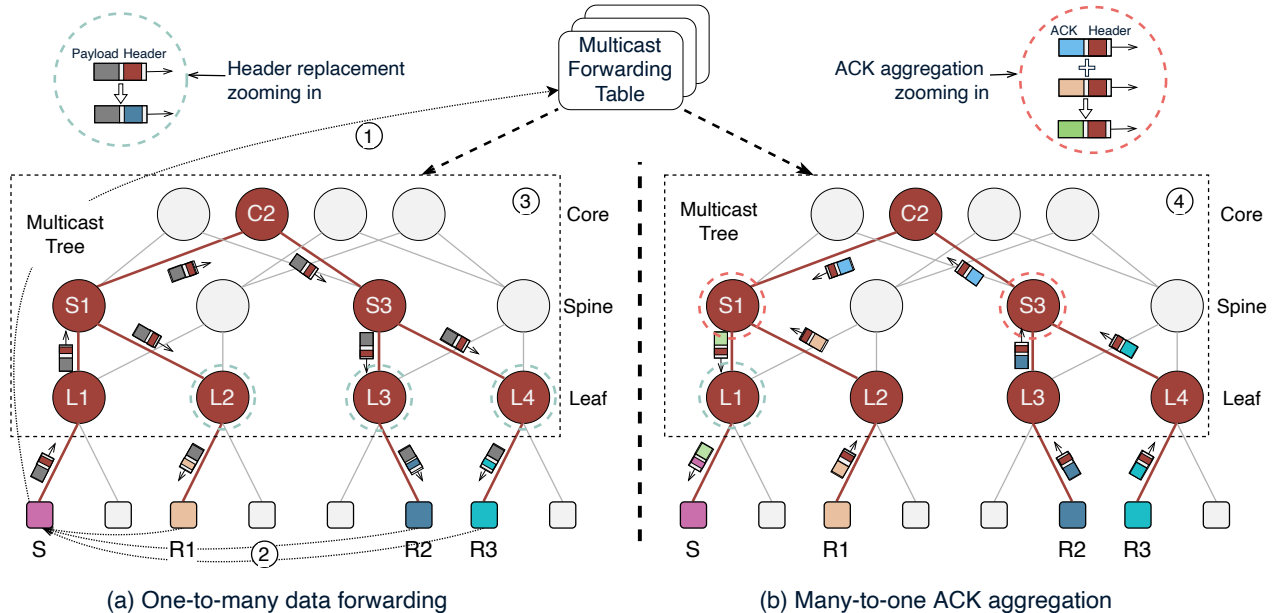 Payload Header
Header replacement
zooming in
Multicast
Forwarding
Table
ACK aggregation
zooming in
ACK Header
1
Multicast
Tree
3
C2
Core
S1
S3
Spine
L1
L2
L3
L4
Leaf
S
R1
2
R2
R3
(a) One-to-many data forwarding
Multicast
Tree
4
C2
Core
S1
S3
Spine
L1
L2
L3
L4
Leaf
S
R1
R2
R3
(b) Many-to-one ACK aggregation